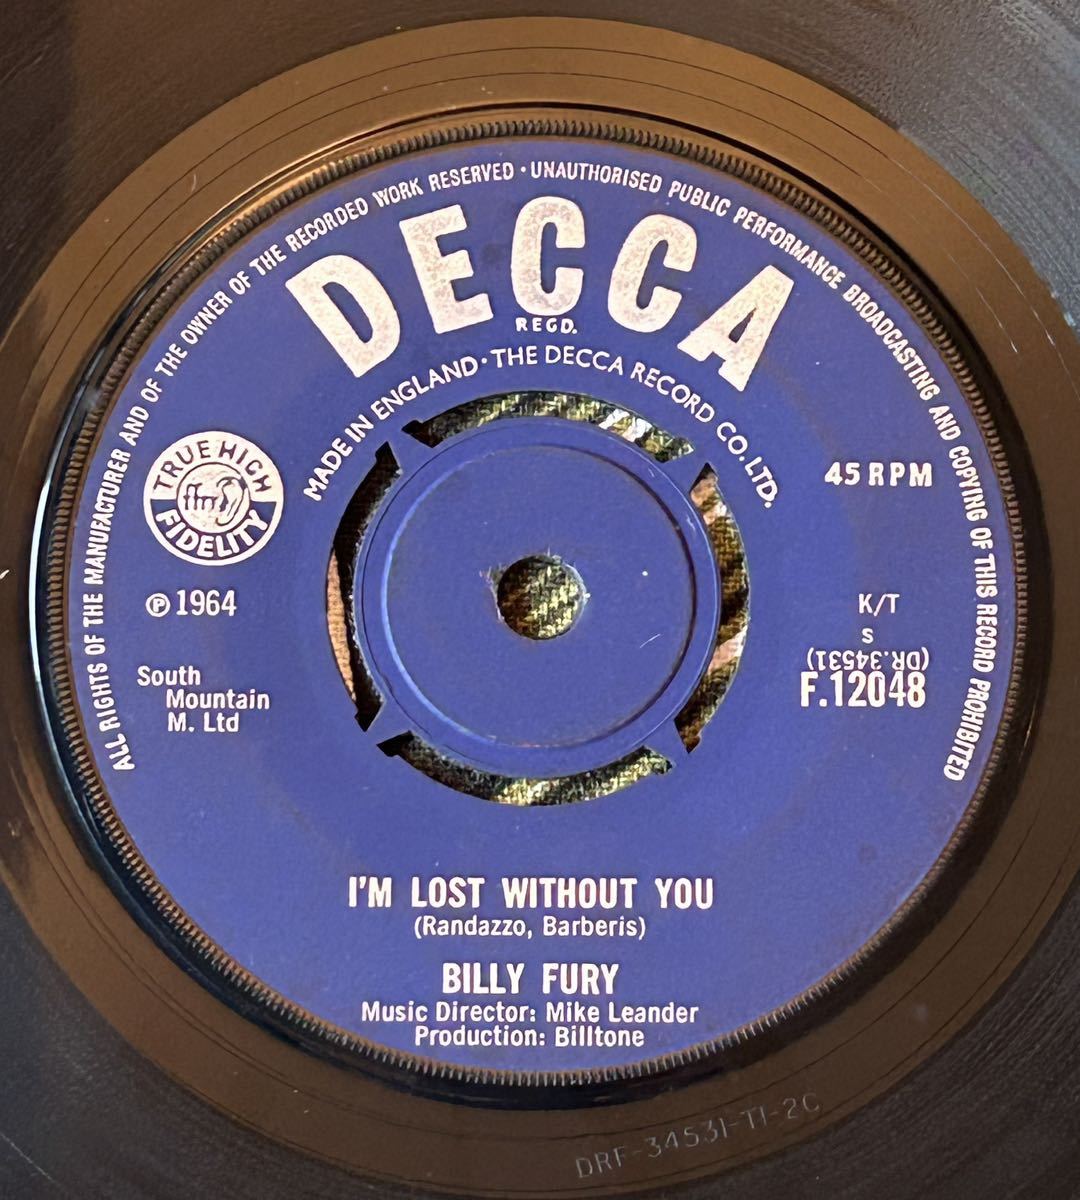 ALL RIGHTS OF THE MANUFACTURER AND OF THE OWNER OF THE RECORDED WORK RESERVED · UNAUTHORISED PUBLIC PERFORMANCE BROADCASTING AND COPYING OF THIS RECORD PROHIBITED
DECCA
REGD.
MADE IN ENGLAND · THE DECCA RECORD CO. LTD.
TRUE HIGH
ffrr
FIDELITY
45 RPM
℗ 1964
K/T
S
(DR.34531)
F.12048
South
Mountain
M. Ltd
I'M LOST WITHOUT YOU
(Randazzo, Barberis)
BILLY FURY
Music Director: Mike Leander
Production: Billtone
DRF-34531-T1-2C